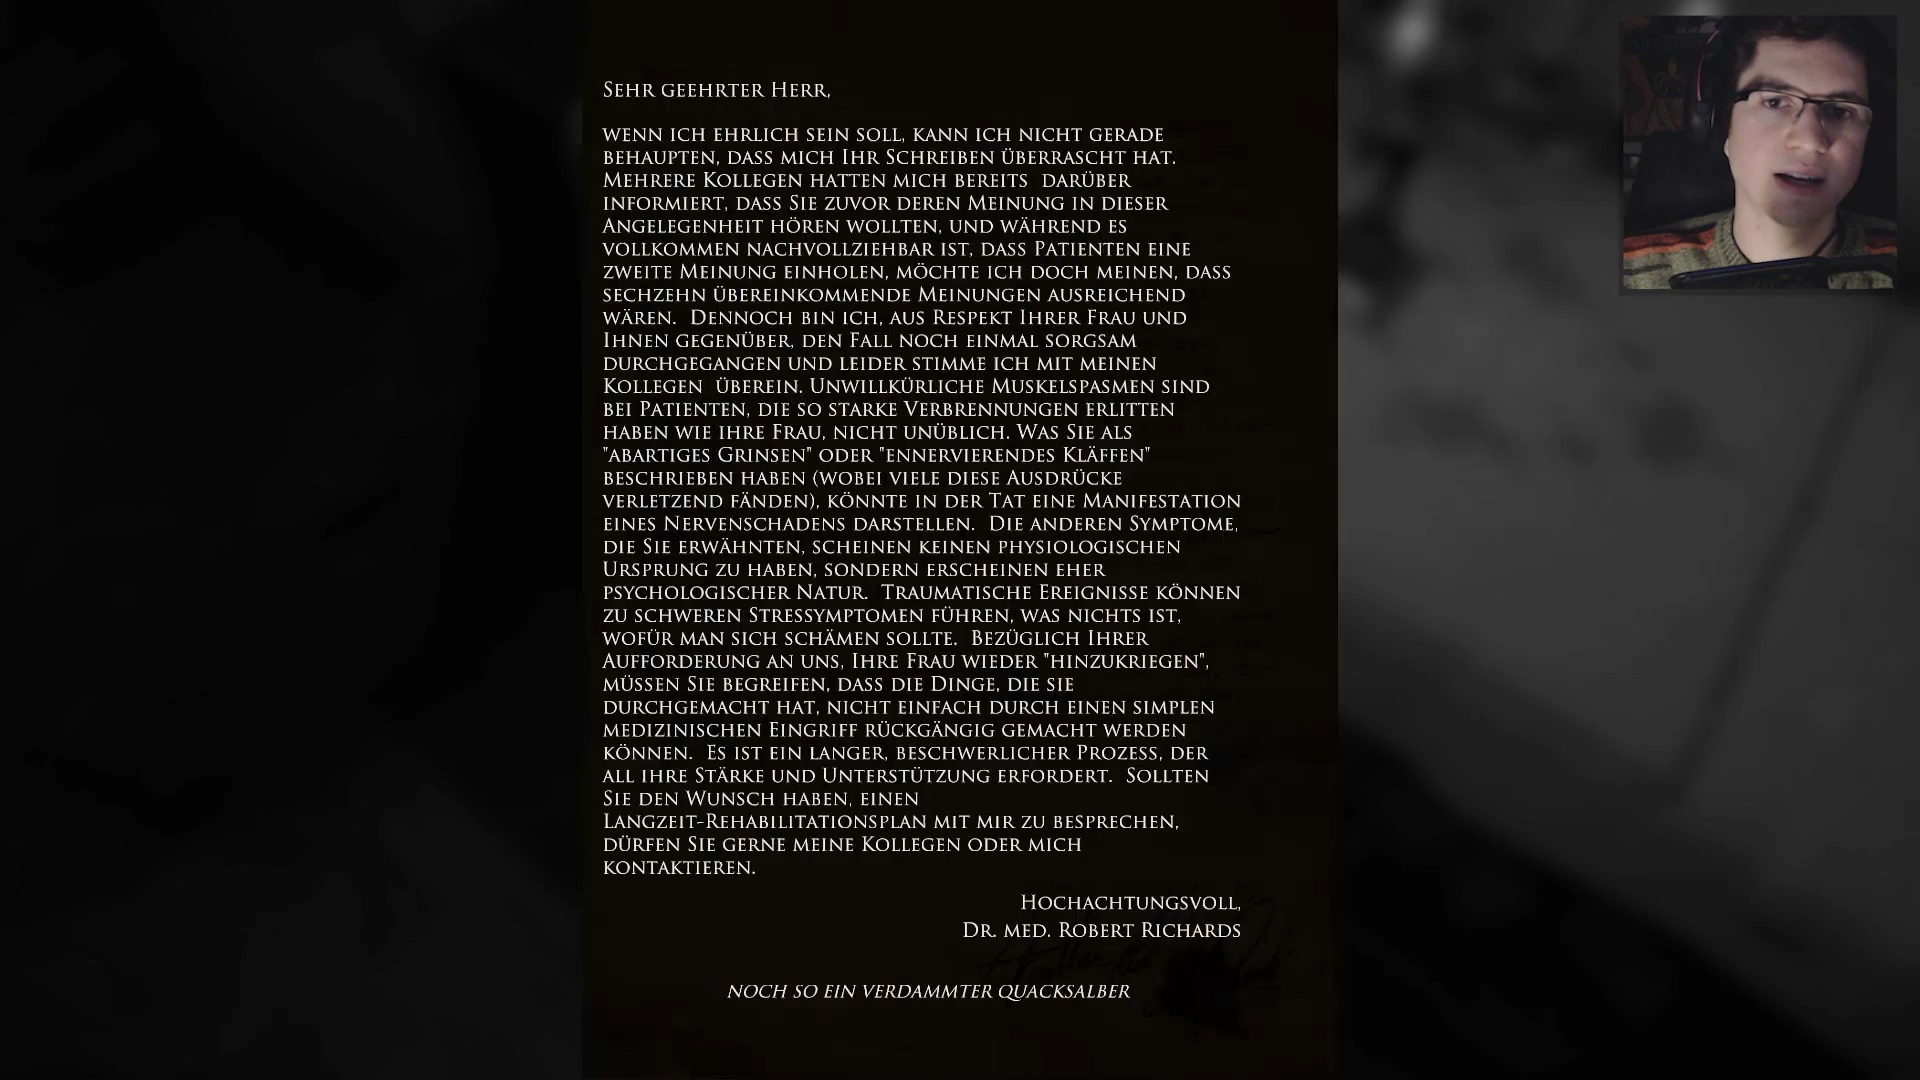 Sehr geehrter Herr,
wenn ich ehrlich sein soll, kann ich nicht gerade
behaupten, dass mich Ihr Schreiben überrascht hat.
Mehrere Kollegen hatten mich bereits darüber
informiert, dass Sie zuvor deren Meinung in dieser
Angelegenheit hören wollten, und während es
vollkommen nachvollziehbar ist, dass Patienten eine
zweite Meinung einholen, möchte ich doch meinen, dass
sechzehn übereinkommende Meinungen ausreichend
wären. Dennoch bin ich, aus Respekt Ihrer Frau und
Ihnen gegenüber, den Fall noch einmal sorgsam
durchgegangen und leider stimme ich mit meinen
Kollegen überein. Unwillkürliche Muskelspasmen sind
bei Patienten, die so starke Verbrennungen erlitten
haben wie ihre Frau, nicht unüblich. Was Sie als
"abartiges Grinsen" oder "ennervierendes Kläffen"
beschrieben haben (wobei viele diese Ausdrücke
verletzend fänden), könnte in der Tat eine Manifestation
eines Nervenschadens darstellen. Die anderen Symptome,
die Sie erwähnten, scheinen keinen physiologischen
Ursprung zu haben, sondern erscheinen eher
psychologischer Natur. Traumatische Ereignisse können
zu schweren Stressymptomen führen, was nichts ist,
wofür man sich schämen sollte. Bezüglich Ihrer
Aufforderung an uns, Ihre Frau wieder "hinzukriegen",
müssen Sie begreifen, dass die Dinge, die sie
durchgemacht hat, nicht einfach durch einen simplen
medizinischen Eingriff rückgängig gemacht werden
können. Es ist ein langer, beschwerlicher Prozess, der
all ihre Stärke und Unterstützung erfordert. Sollten
Sie den Wunsch haben, einen
Langzeit-Rehabilitationsplan mit mir zu besprechen,
dürfen Sie gerne meine Kollegen oder mich
kontaktieren.
Hochachtungsvoll,
Dr. med. Robert Richards
noch so ein verdammter Quacksalber